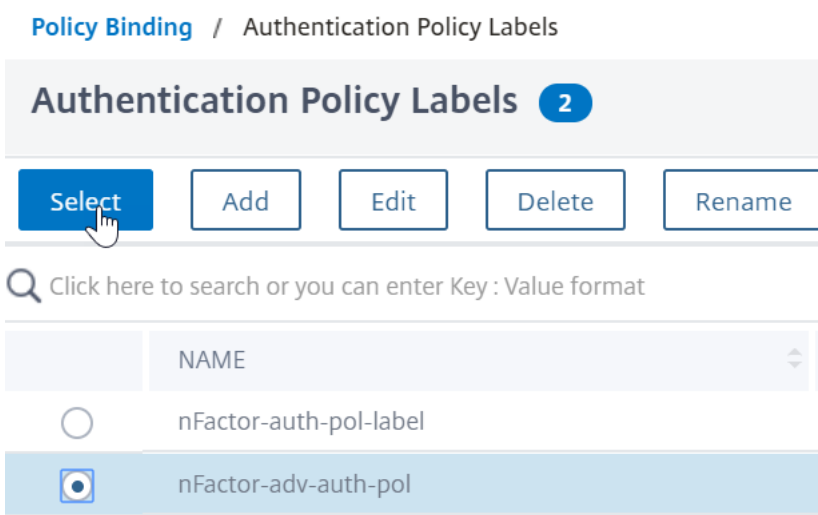 Policy Binding / Authentication Policy Labels
Authentication Policy Labels 2
Select Add Edit Delete Rename
Click here to search or you can enter Key : Value format
NAME
nFactor-auth-pol-label
nFactor-adv-auth-pol